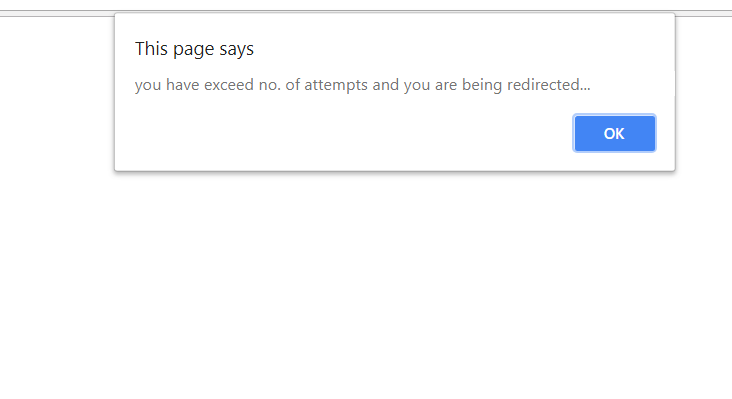 This page says
you have exceed no. of attempts and you are being redirected...
OK